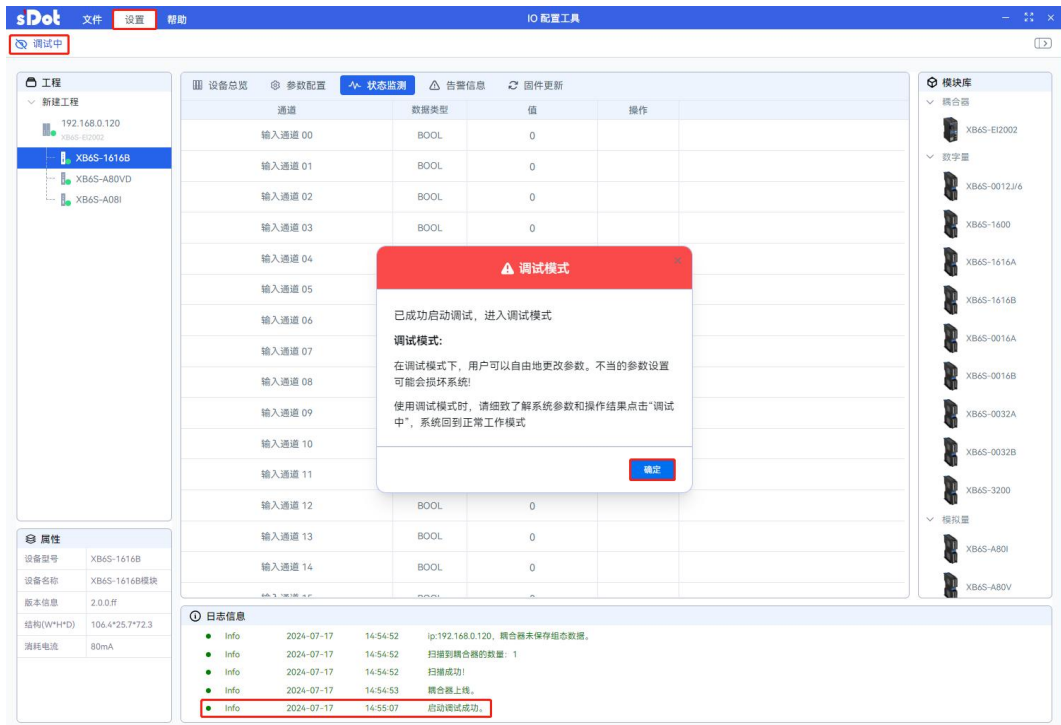 sDot 文件 设置 帮助 IO 配置工具
调试中
工程
新建工程
192.168.0.120
XB6S-EI2002
XB6S-1616B
XB6S-A80VD
XB6S-A08I
设备总览 参数配置 状态监测 告警信息 固件更新
通道 数据类型 值 操作
输入通道 00 BOOL 0
输入通道 01 BOOL 0
输入通道 02 BOOL 0
输入通道 03 BOOL 0
输入通道 04
输入通道 05
输入通道 06
输入通道 07
输入通道 08
输入通道 09
输入通道 10
输入通道 11
输入通道 12 BOOL 0
输入通道 13 BOOL 0
输入通道 14 BOOL 0
调试模式
已成功启动调试，进入调试模式
调试模式：
在调试模式下，用户可以自由地更改参数。不当的参数设置
可能会损坏系统!
使用调试模式时，请细致了解系统参数和操作结果点击“调试
中”，系统回到正常工作模式
确定
模块库
耦合器
XB6S-EI2002
数字量
XB6S-0012J/6
XB6S-1600
XB6S-1616A
XB6S-1616B
XB6S-0016A
XB6S-0016B
XB6S-0032A
XB6S-0032B
XB6S-3200
模拟量
XB6S-A80I
XB6S-A80V
属性
设备型号 XB6S-1616B
设备名称 XB6S-1616B模块
版本信息 2.0.0.ff
结构(W*H*D) 106.4*25.7*72.3
消耗电流 80mA
日志信息
Info 2024-07-17 14:54:52 ip:192.168.0.120，耦合器未保存组态数据。
Info 2024-07-17 14:54:52 扫描到耦合器的数量：1
Info 2024-07-17 14:54:52 扫描成功！
Info 2024-07-17 14:54:53 耦合器上线。
Info 2024-07-17 14:55:07 启动调试成功。